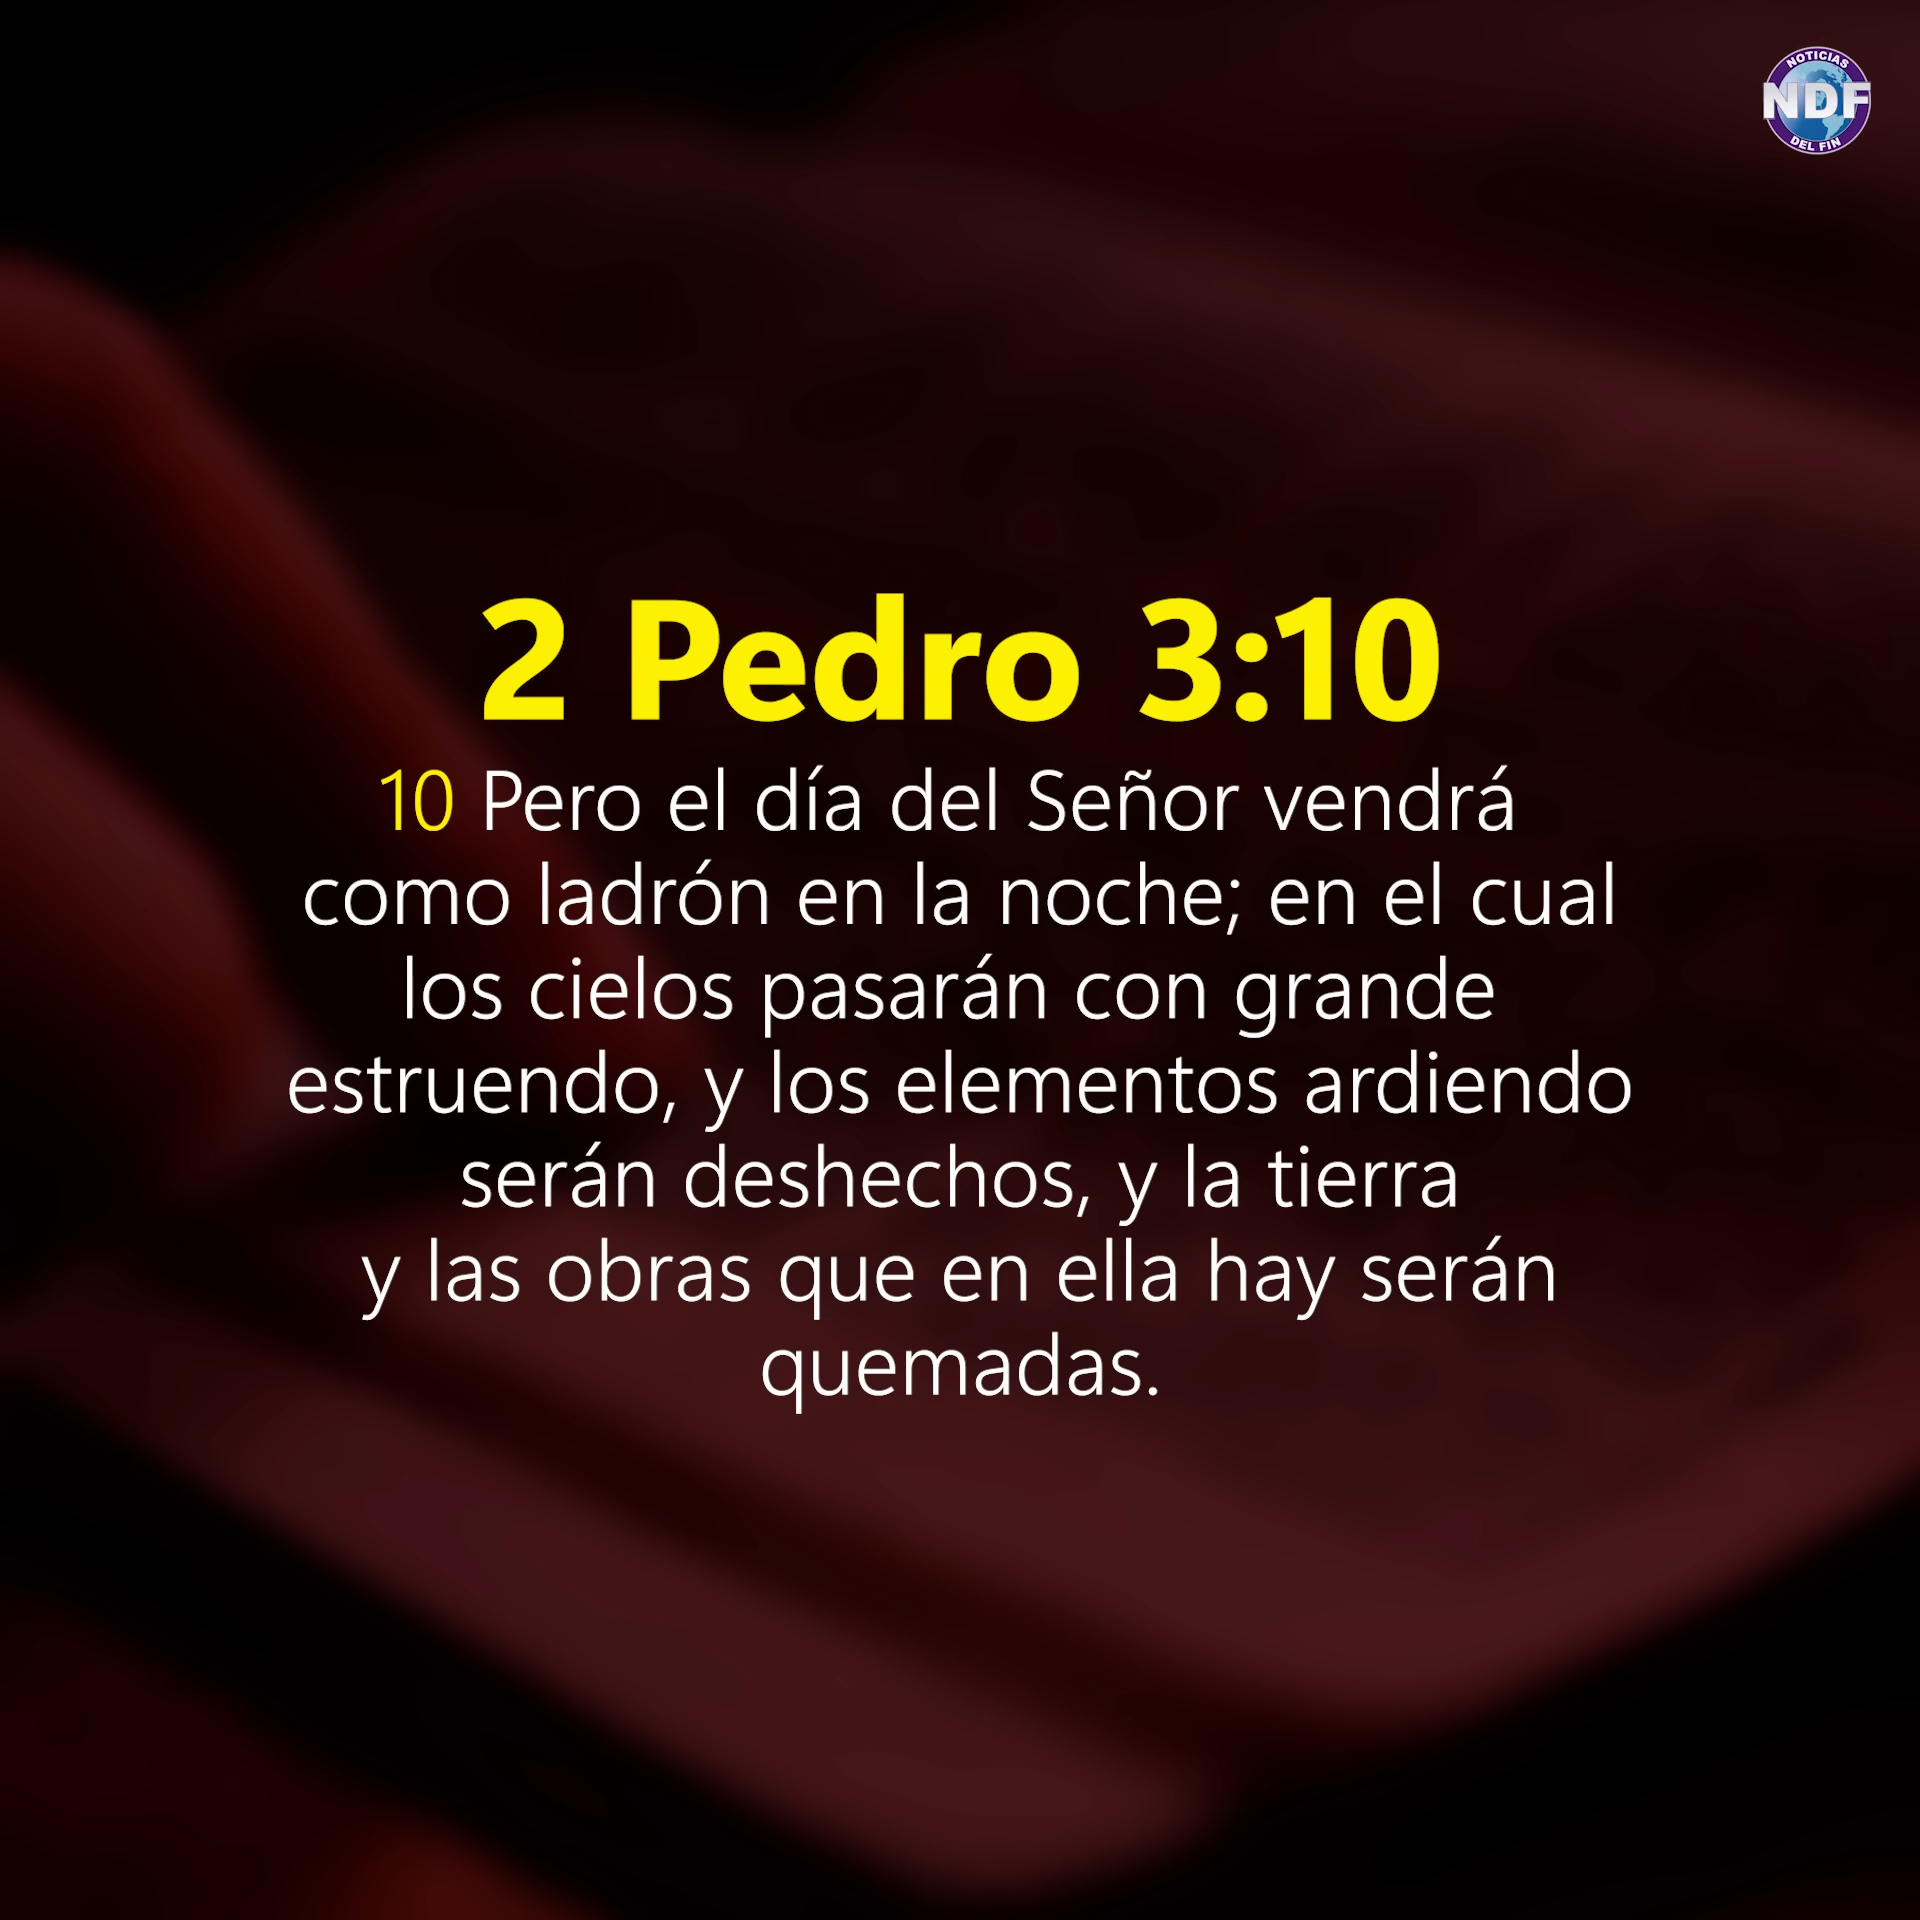 NOTICIAS
NDF
DEL FIN
2 Pedro 3:10
10 Pero el día del Señor vendrá
como ladrón en la noche; en el cual
los cielos pasarán con grande
estruendo, y los elementos ardiendo
serán deshechos, y la tierra
y las obras que en ella hay serán
quemadas.